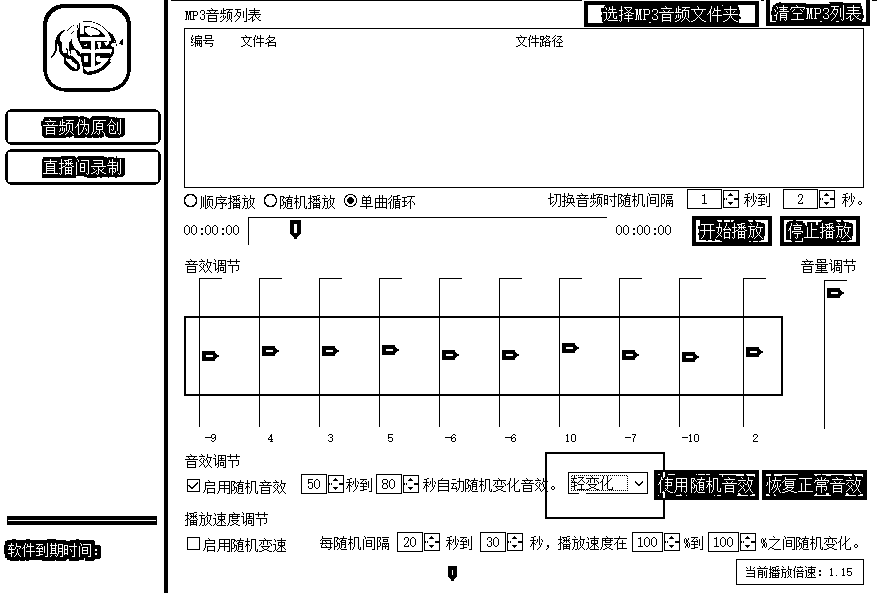 MP3音频列表 选择MP3音频文件夹 清空MP3列表
编号 文件名 文件路径
音频伪原创
直播间录制
顺序播放 随机播放 单曲循环 切换音频时随机间隔 1 秒到 2 秒。
00:00:00 00:00:00 开始播放 停止播放
音效调节 音量调节
-9 4 3 5 -6 -6 10 -7 -10 2
音效调节
启用随机音效 50 秒到 80 秒自动随机变化音效。 轻变化 使用随机音效 恢复正常音效
播放速度调节
启用随机变速 每随机间隔 20 秒到 30 秒，播放速度在 100 %到 100 %之间随机变化。
软件到期时间:
当前播放倍速: 1.15